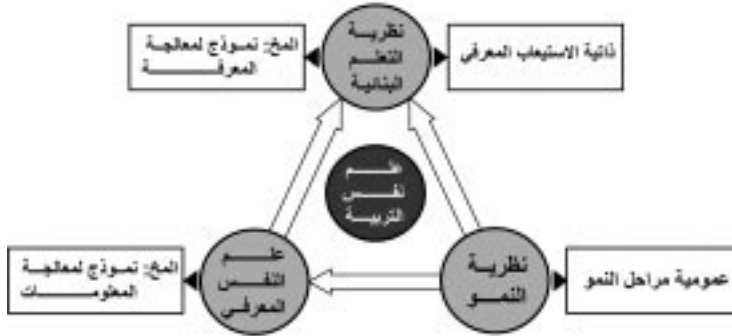 نظرية
التعلم
البنائية
ذاتية الاستيعاب المعرفي
المخ: نموذج لمعالجة
المعرفة
علم
نفس
التربية
نظرية
النمو
عمومية مراحل النمو
علم
النفس
المعرفي
المخ: نموذج لمعالجة
المعلومات